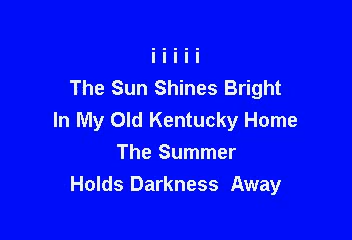 i i i i i
The Sun Shines Bright
In My Old Kentucky Home
The Summer
Holds Darkness  Away